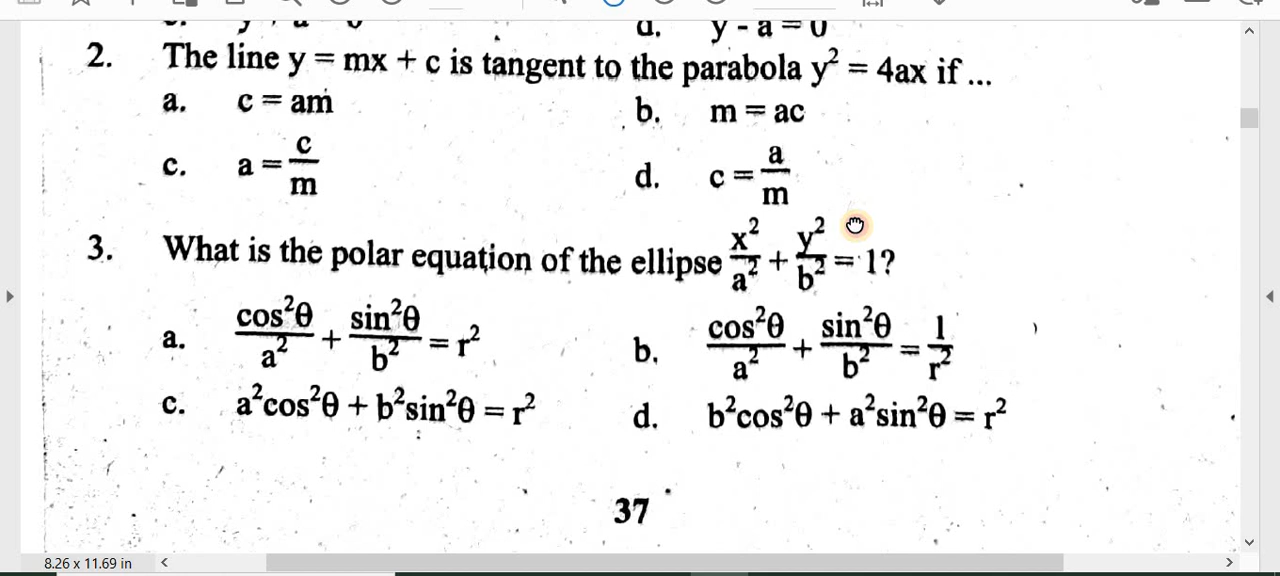 d. y - a = 0
2. The line y = mx + c is tangent to the parabola y² = 4ax if ...
a. c = am b. m = ac
c. a = c/m d. c = a/m
3. What is the polar equation of the ellipse x²/a² + y²/b² = 1?
a. cos²θ/a² + sin²θ/b² = r² b. cos²θ/a² + sin²θ/b² = 1/r²
c. a²cos²θ + b²sin²θ = r² d. b²cos²θ + a²sin²θ = r²
37
8.26 x 11.69 in